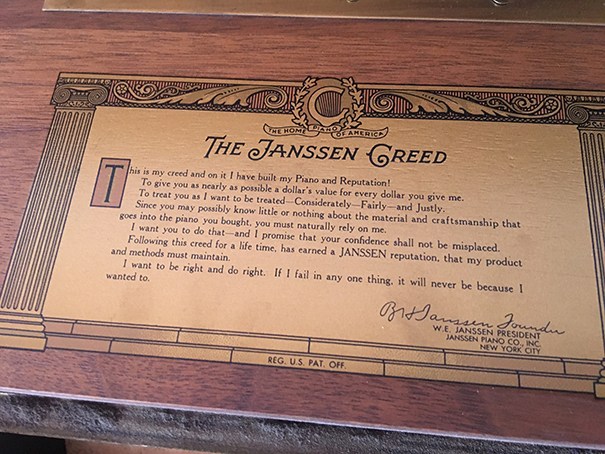 THE HOME PIANO OF AMERICA
THE JANSSEN CREED
This is my creed and on it I have built my Piano and Reputation!
To give you as nearly as possible a dollar's value for every dollar you give me.
To treat you as I want to be treated—Considerately—Fairly—and Justly.
Since you may possibly know little or nothing about the material and craftsmanship that
goes into the piano you bought, you must naturally rely on me.
I want you to do that—and I promise that your confidence shall not be misplaced.
Following this creed for a life time, has earned a JANSSEN reputation, that my product
and methods must maintain.
I want to be right and do right. If I fail in any one thing, it will never be because I
wanted to.
BH Janssen Founder
W.E. JANSSEN PRESIDENT
JANSSEN PIANO CO., INC.
NEW YORK CITY
REG. U.S. PAT. OFF.